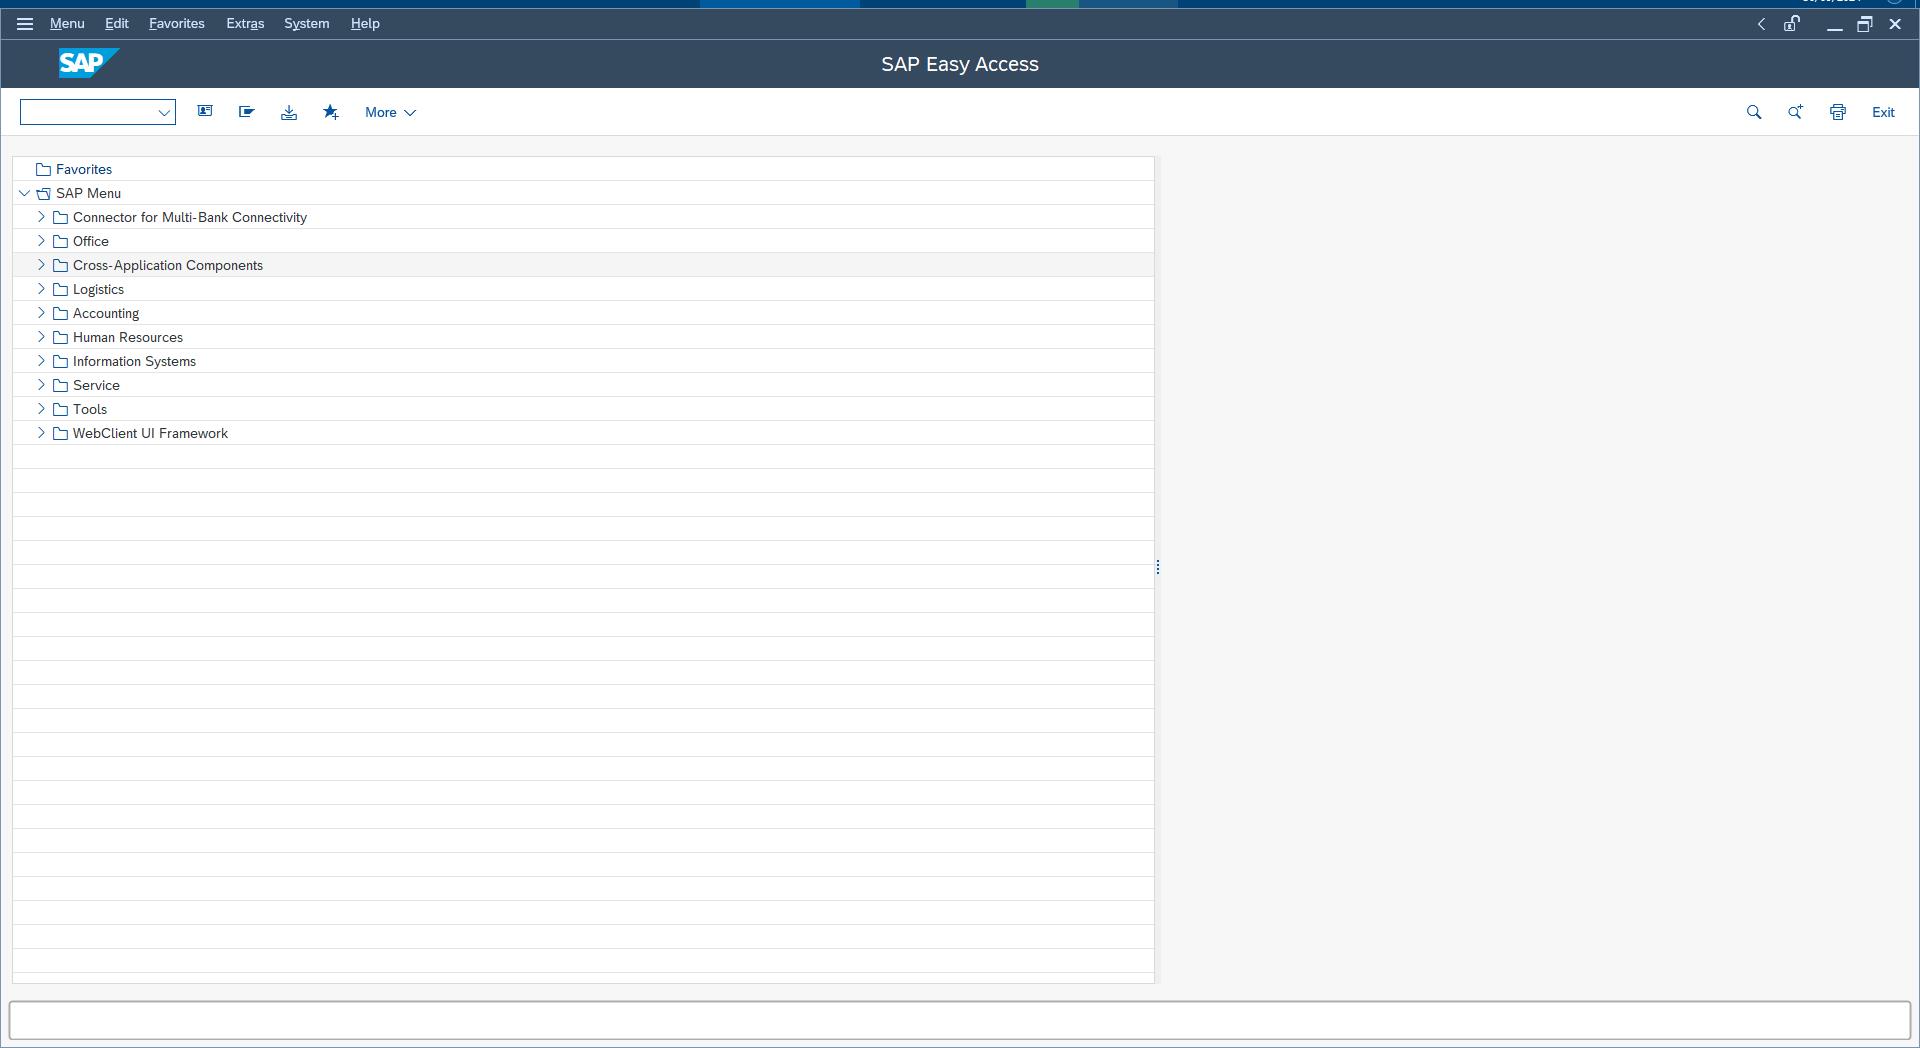 Menu Edit Favorites Extras System Help
SAP
SAP Easy Access
More
Exit
Favorites
SAP Menu
Connector for Multi-Bank Connectivity
Office
Cross-Application Components
Logistics
Accounting
Human Resources
Information Systems
Service
Tools
WebClient UI Framework